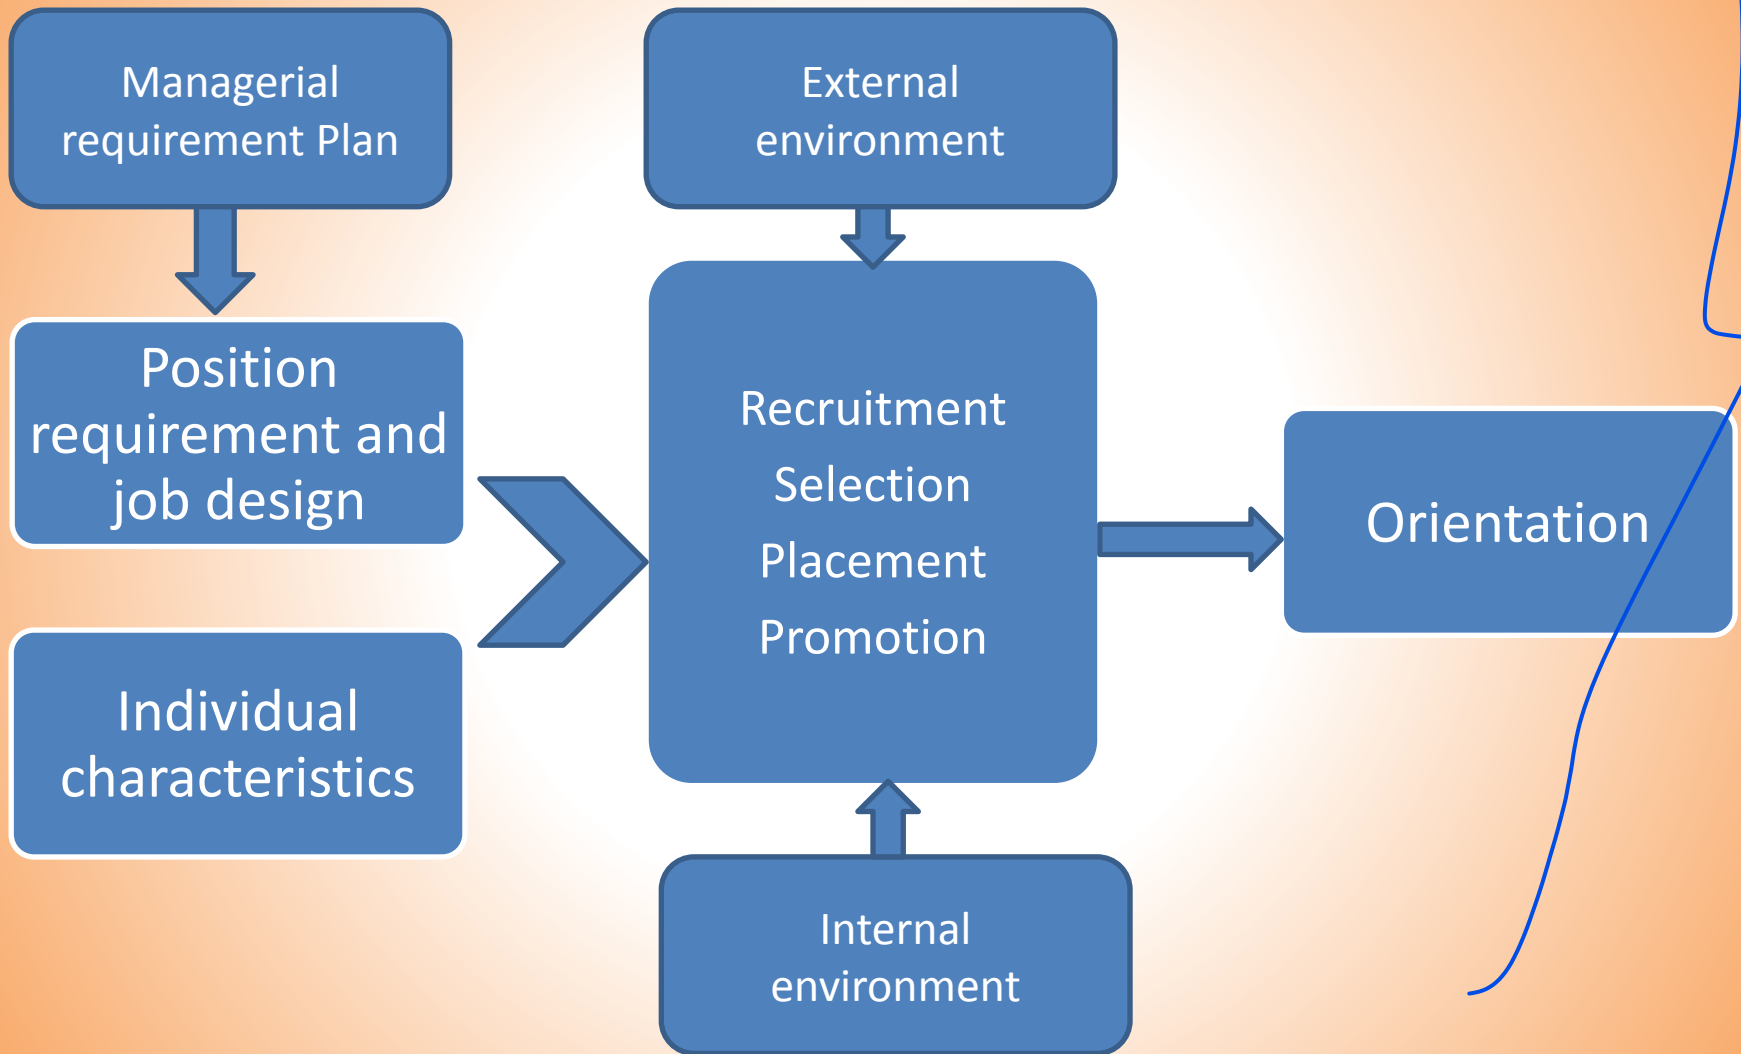 Managerial
requirement Plan
External
environment
Position
requirement and
job design
Recruitment
Selection
Placement
Promotion
Orientation
Individual
characteristics
Internal
environment